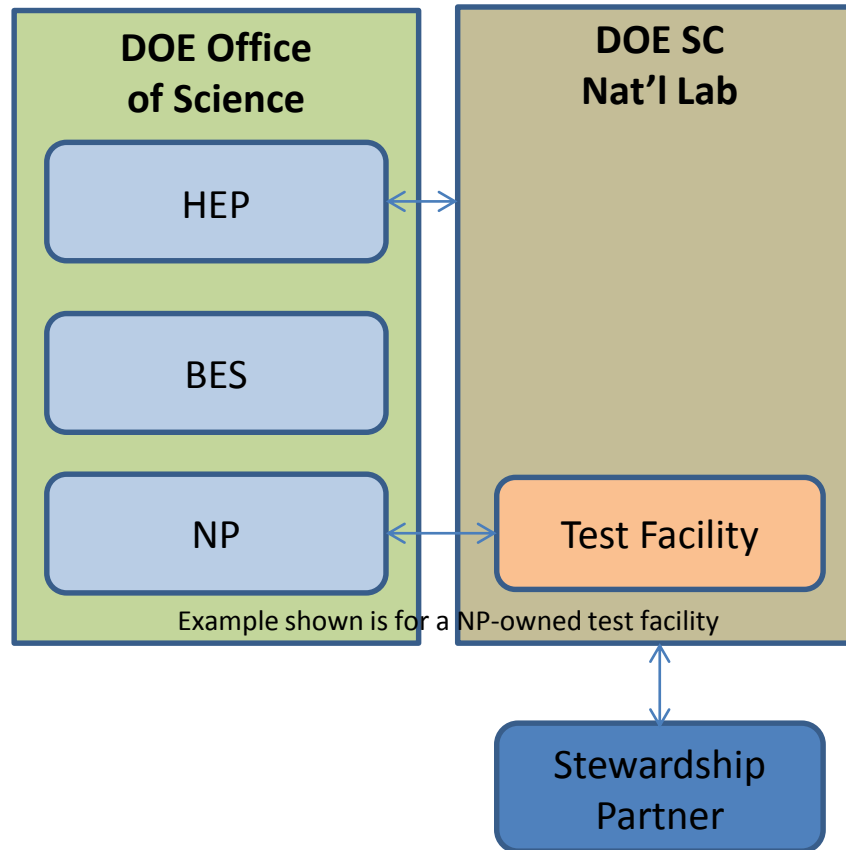 DOE Office
of Science
HEP
BES
NP
DOE SC
Nat’l Lab
Test Facility
Example shown is for a NP-owned test facility
Stewardship
Partner